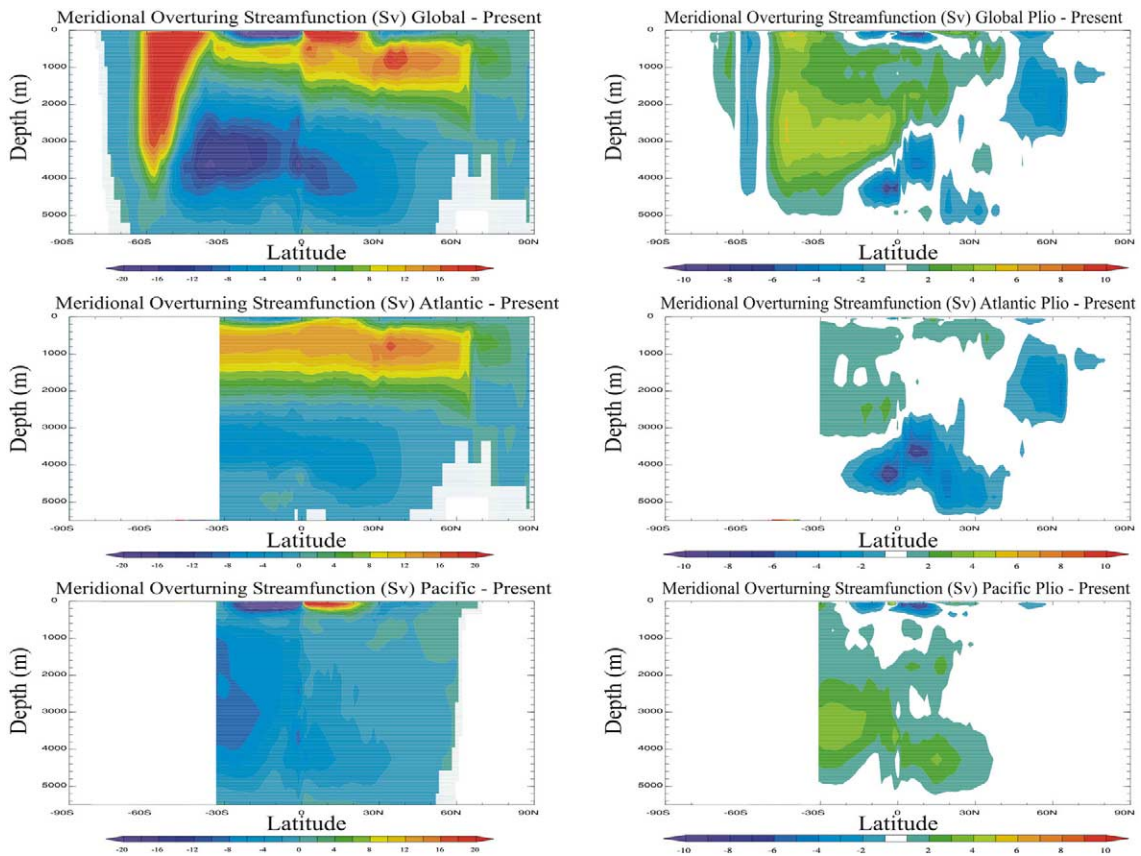 Meridional Overturing Streamfunction (Sv) Global - Present
Depth (m)
0
1000
2000
3000
4000
5000
-90S -60S -30S 0 30N 60N 90N
Latitude
-20 -16 -12 -8 -4 0 4 8 12 16 20
Meridional Overturing Streamfunction (Sv) Global Plio - Present
Depth (m)
0
1000
2000
3000
4000
5000
-90S -60S -30S 0 30N 60N 90N
Latitude
-10 -8 -6 -4 -2 2 4 6 8 10
Meridional Overturning Streamfunction (Sv) Atlantic - Present
Depth (m)
0
1000
2000
3000
4000
5000
-90S -60S -30S 0 30N 60N 90N
Latitude
-20 -16 -12 -8 -4 0 4 8 12 16 20
Meridional Overturning Streamfunction (Sv) Atlantic Plio - Present
Depth (m)
0
1000
2000
3000
4000
5000
-90S -60S -30S 0 30N 60N 90N
Latitude
-10 -8 -6 -4 -2 2 4 6 8 10
Meridional Overturning Streamfunction (Sv) Pacific - Present
Depth (m)
0
1000
2000
3000
4000
5000
-90S -60S -30S 0 30N 60N 90N
Latitude
-20 -16 -12 -8 -4 0 4 8 12 16 20
Meridional Overturning Streamfunction (Sv) Pacific Plio - Present
Depth (m)
0
1000
2000
3000
4000
5000
-90S -60S -30S 0 30N 60N 90N
Latitude
-10 -8 -6 -4 -2 2 4 6 8 10